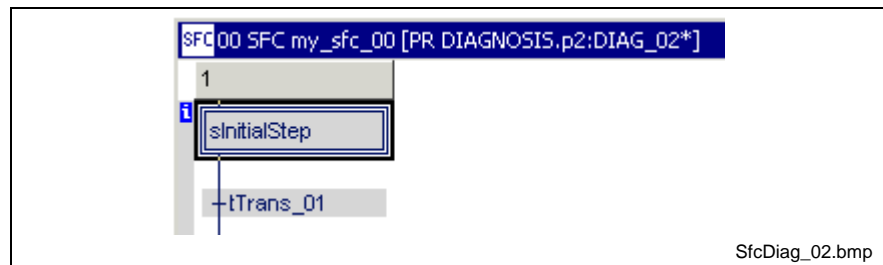 SFC 00 SFC my_sfc_00 [PR DIAGNOSIS.p2:DIAG_02*]
1
i
sInitialStep
tTrans_01
SfcDiag_02.bmp